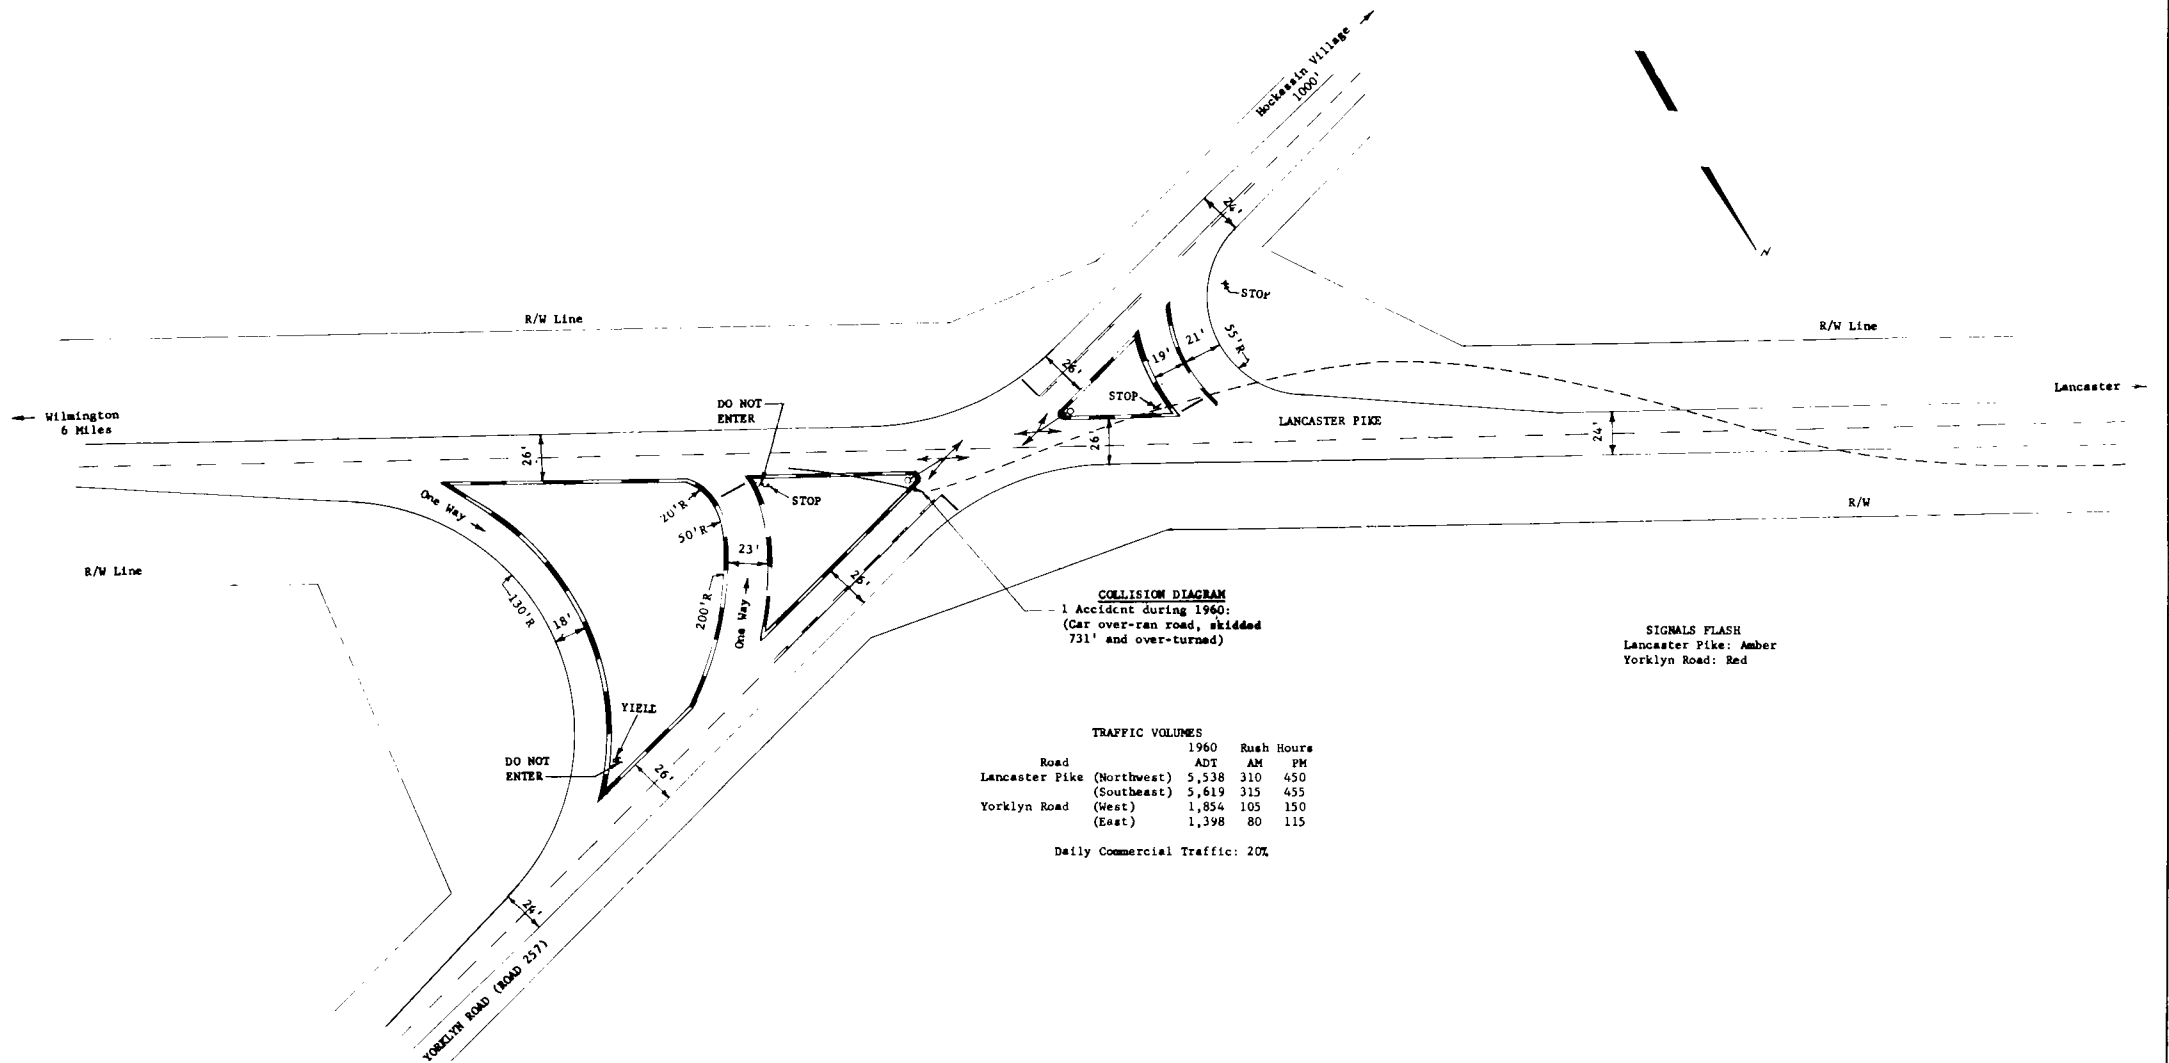 Hockessin Village
1000'
24'
STOP
R/W Line
R/W Line
55'R
21'
19'
26'
STOP
Wilmington
6 Miles
DO NOT
ENTER
LANCASTER PIKE
Lancaster
26'
26'
24'
One Way
20'R
50'R
STOP
R/W
23'
26'
R/W Line
130'R
18'
200'R
One Way
COLLISION DIAGRAM
1 Accident during 1960:
(Car over-ran road, skidded
731' and over-turned)
SIGNALS FLASH
Lancaster Pike: Amber
Yorklyn Road: Red
YIELD
DO NOT
ENTER
26'
TRAFFIC VOLUMES
1960 Rush Hours
Road ADT AM PM
Lancaster Pike (Northwest) 5,538 310 450
(Southeast) 5,619 315 455
Yorklyn Road (West) 1,854 105 150
(East) 1,398 80 115
Daily Commercial Traffic: 20%
24'
YORKLYN ROAD (ROAD 257)
N